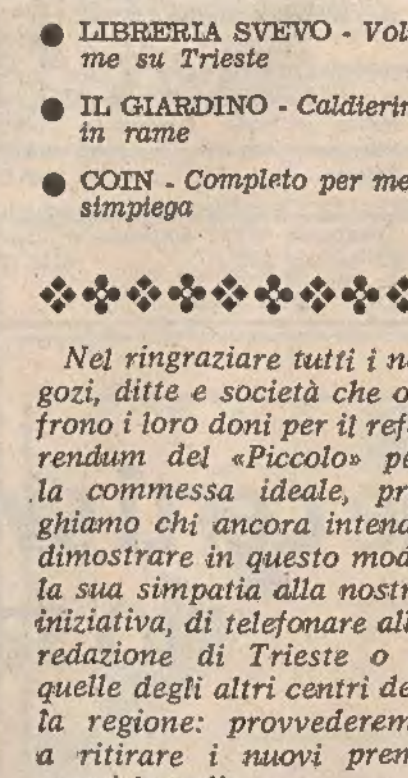 LIBRERIA SVEVO - Vol
me su Trieste
IL GIARDINO - Caldierin
in rame
COIN - Completo per me
simpiega
Nel ringraziare tutti i ne
gozi, ditte e società che o
frono i loro doni per il refe
rendum del «Piccolo» pe
la commessa ideale, pr
ghiamo chi ancora intend
dimostrare in questo mod
la sua simpatia alla nostr
iniziativa, di telefonare all
redazione di Trieste o
quelle degli altri centri de
la regione: provvederem
a ritirare i nuovi prem